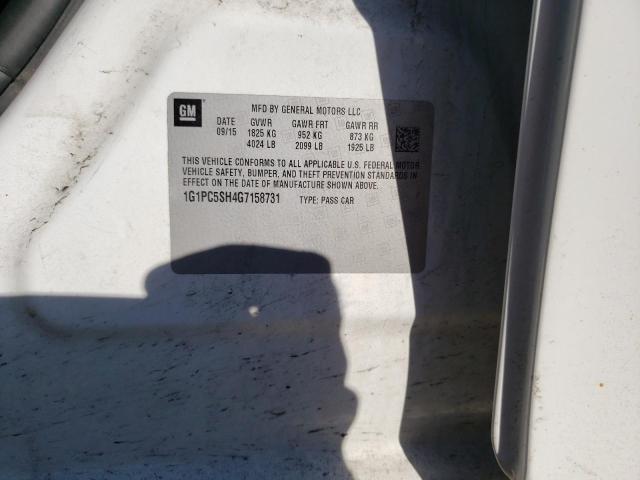 GM
MFD BY GENERAL MOTORS LLC
DATE GVWR GAWR FRT GAWR RR
09/15 1825 KG 952 KG 873 KG
4024 LB 2099 LB 1925 LB
THIS VEHICLE CONFORMS TO ALL APPLICABLE U.S. FEDERAL MOTOR
VEHICLE SAFETY, BUMPER, AND THEFT PREVENTION STANDARDS IN
EFFECT ON THE DATE OF MANUFACTURE SHOWN ABOVE.
1G1PC5SH4G7158731 TYPE: PASS CAR